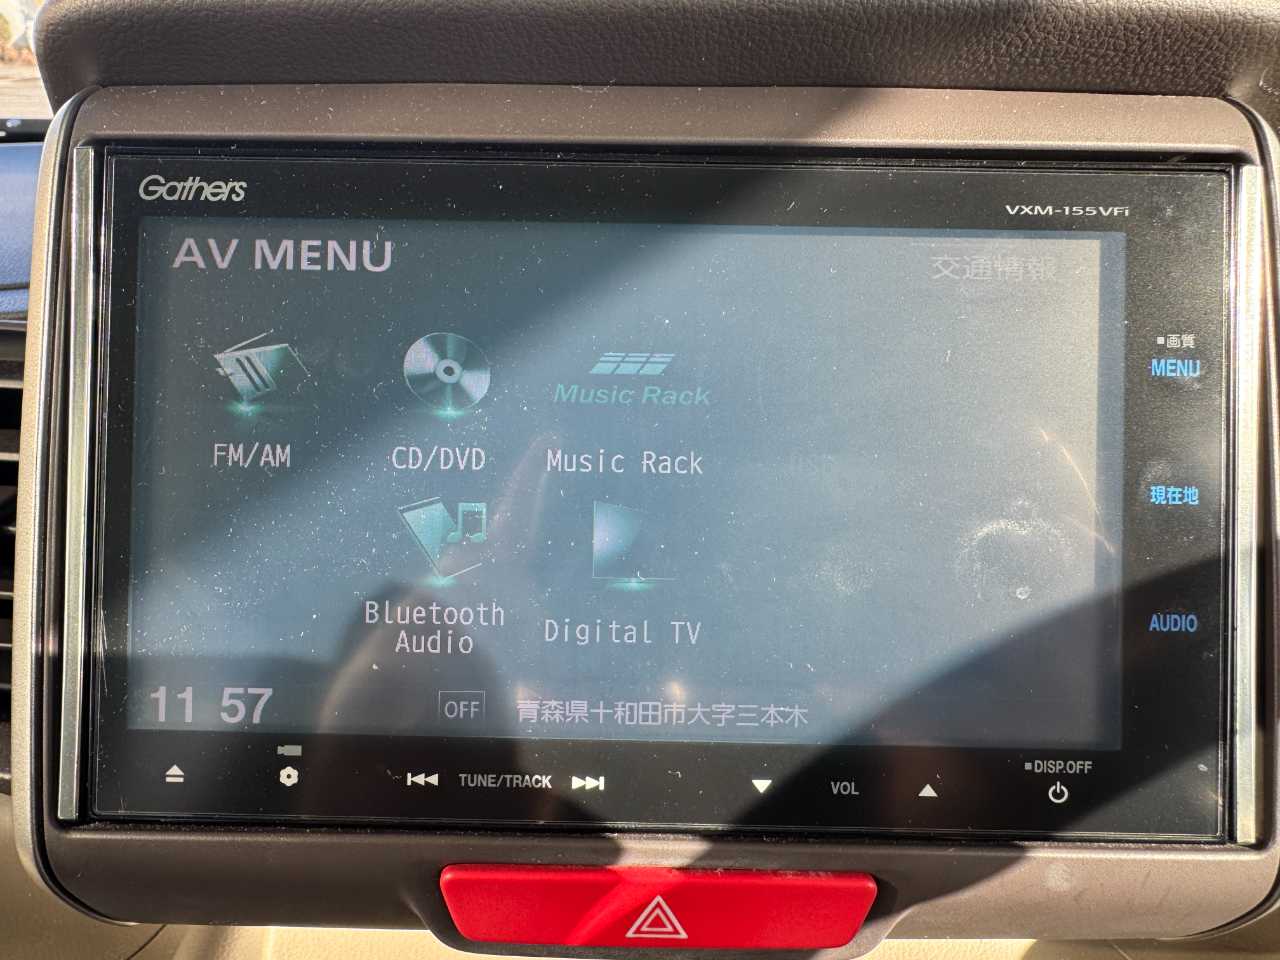 Gathers
VXM-155VFi
AV MENU
交通情報
■画質
MENU
Music Rack
FM/AM
CD/DVD
Music Rack
現在地
Bluetooth
Audio
Digital TV
AUDIO
11 57
OFF
青森県十和田市大字三本木
TUNE/TRACK
VOL
■DISP.OFF